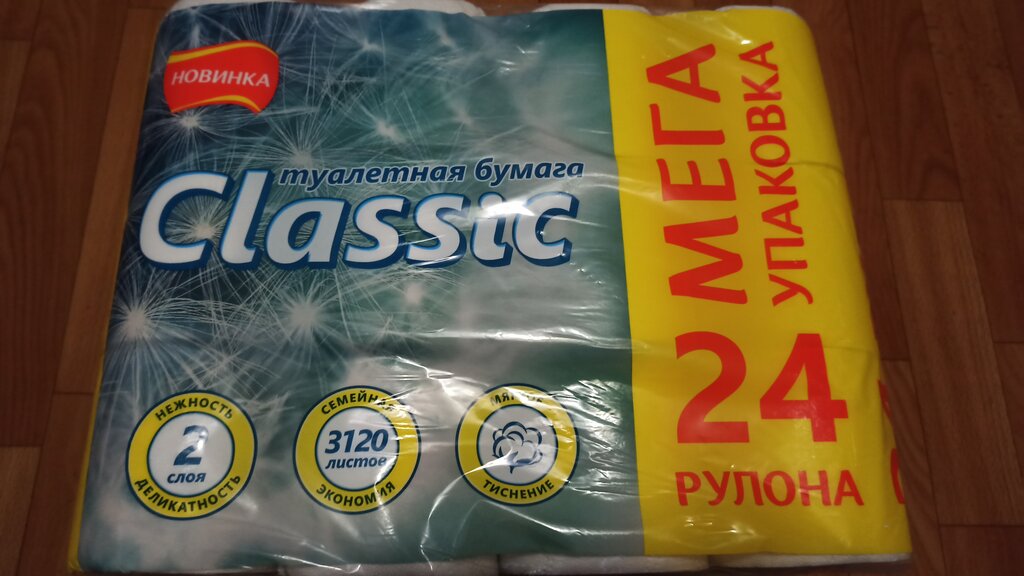 НОВИНКА
туалетная бумага
Classic
НЕЖНОСТЬ
2
слоя
ДЕЛИКАТНОСТЬ
СЕМЕЙНАЯ
3120
листов
ЭКОНОМИЯ
ТИСНЕНИЕ
МЕГА
УПАКОВКА
24
РУЛОНА